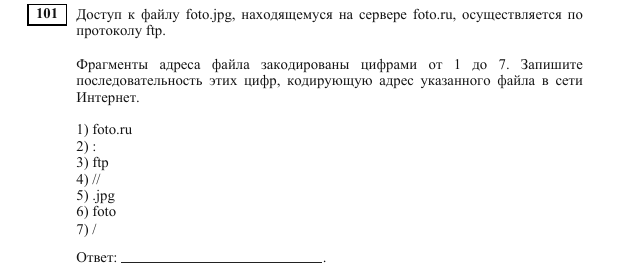 101 Доступ к файлу foto.jpg, находящемуся на сервере foto.ru, осуществляется по
протоколу ftp.
Фрагменты адреса файла закодированы цифрами от 1 до 7. Запишите
последовательность этих цифр, кодирующую адрес указанного файла в сети
Интернет.
1) foto.ru
2) :
3) ftp
4) //
5) .jpg
6) foto
7) /
Ответ: ______________________________.